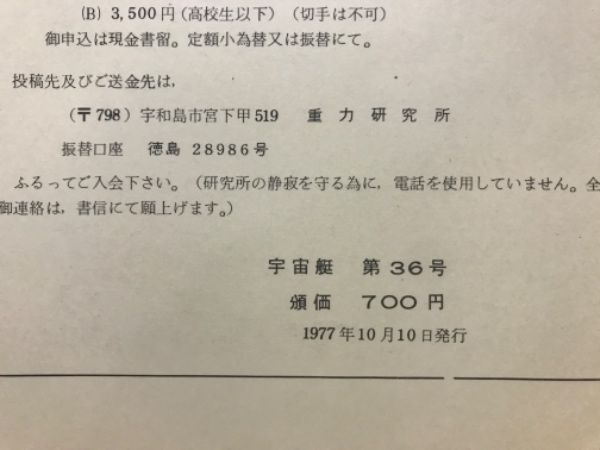 (B) 3,500円(高校生以下)(切手は不可)
御申込は現金書留。定額小為替又は振替にて。
投稿先及びご送金先は,
(〒798)宇和島市宮下甲519 重力研究所
振替口座 徳島 28986号
ふるってご入会下さい。(研究所の静寂を守る為に,電話を使用していません。全
御連絡は,書信にて願上げます。)
宇宙艇 第36号
頒価 700円
1977年10月10日発行